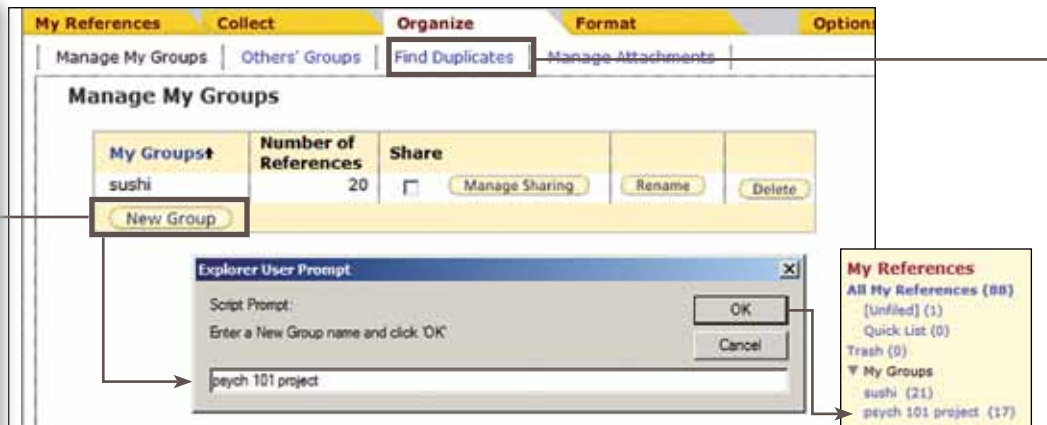 My References Collect Organize Format Options
Manage My Groups Others' Groups Find Duplicates Manage Attachments
Manage My Groups
My Groups Number of References Share
sushi 20 Manage Sharing Rename Delete
New Group
Explorer User Prompt
Script Prompt:
Enter a New Group name and click 'OK'
OK
Cancel
psych 101 project
My References
All My References (88)
[Unfiled] (1)
Quick List (0)
Trash (0)
▼ My Groups
sushi (21)
psych 101 project (17)